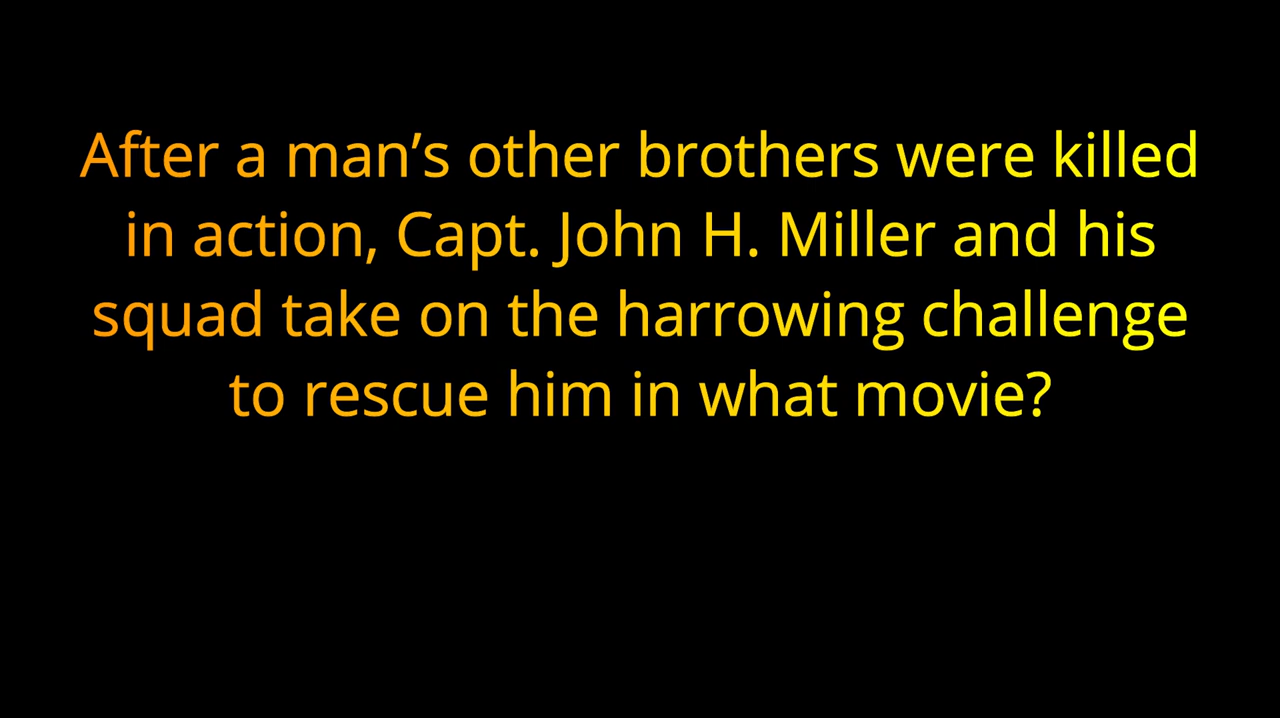 After a man’s other brothers were killed
in action, Capt. John H. Miller and his
squad take on the harrowing challenge
to rescue him in what movie?